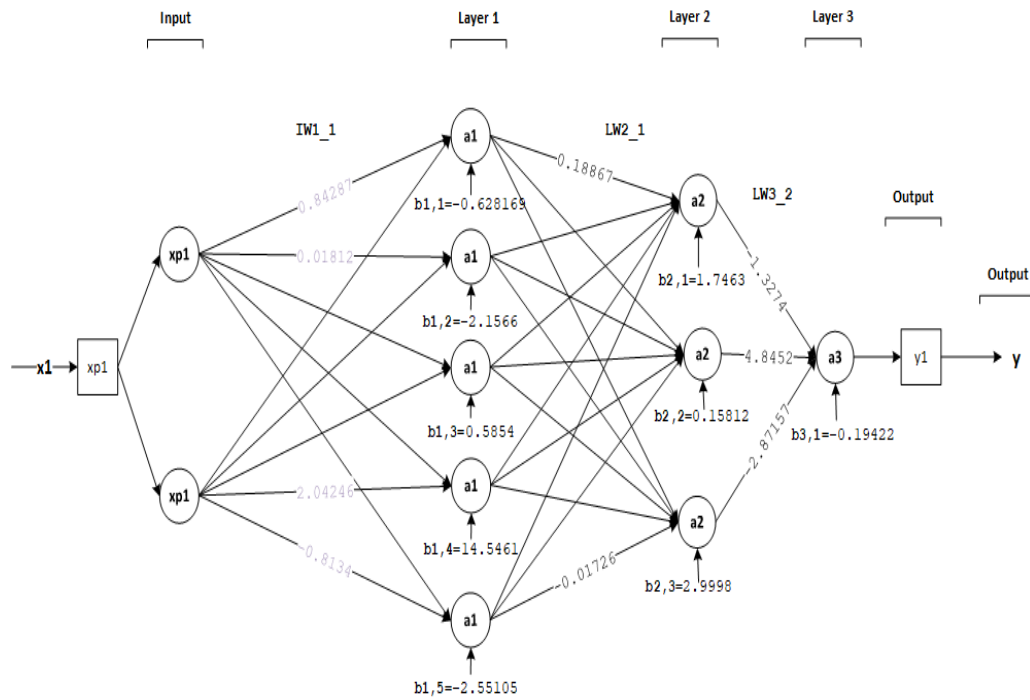 Input
Layer 1
Layer 2
Layer 3
IW1_1
LW2_1
LW3_2
Output
Output
a1
0.84287
0.18867
b1,1=-0.628169
a2
xp1
0.01812
a1
b2,1=1.7463
-1.3274
b1,2=-2.1566
x1
xp1
a1
a2
4.8452
a3
y1
y
b1,3=0.5854
b2,2=0.15812
b3,1=-0.19422
-2.87157
xp1
2.04246
a1
a2
b1,4=14.5461
-0.8134
-0.01726
b2,3=2.9998
a1
b1,5=-2.55105